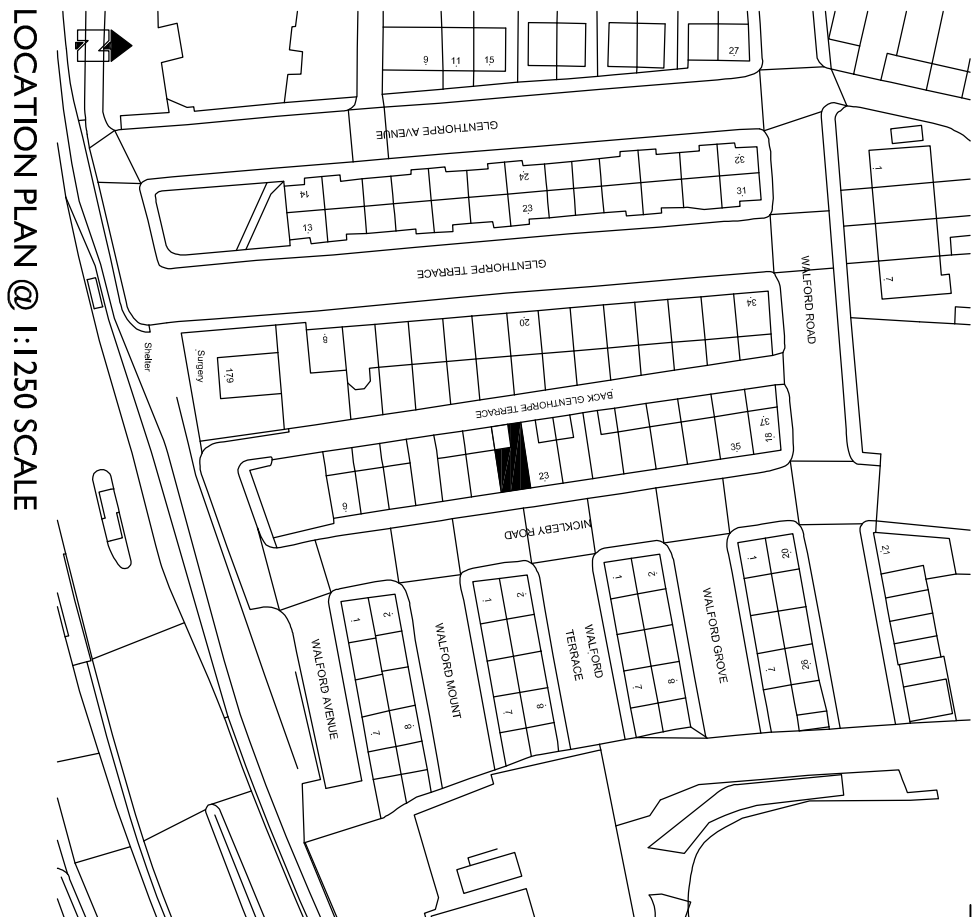 LOCATION PLAN @ 1:1250 SCALE
N
9 11 15
27
GLENTHORPE AVENUE
14 24 32
13 23 31
1
7
GLENTHORPE TERRACE
WALFORD ROAD
Shelter
Surgery
179
8 20 34
BACK GLENTHORPE TERRACE
37
18
9 23 35
NICKLEBY ROAD
21
1 2
1 2
1 2
1 20
WALFORD AVENUE
WALFORD MOUNT
WALFORD
TERRACE
WALFORD GROVE
7 8
7 8
7 8
7 26